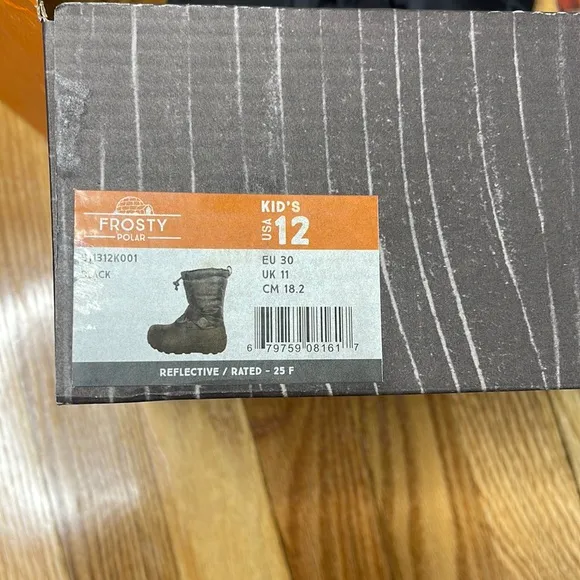 FROSTY
POLAR
KID'S
USA 12
BLACK
EU 30
UK 11
CM 18.2
6 79759 08161 7
REFLECTIVE / RATED - 25 F